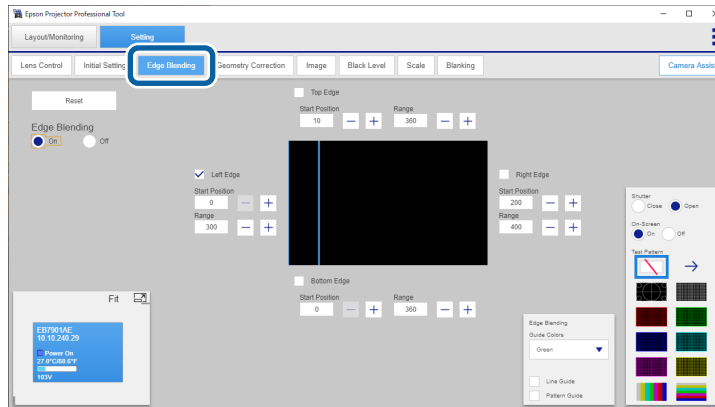 Epson Projector Professional Tool
Layout/Monitoring
Setting
Lens Control
Initial Setting
Edge Blending
Geometry Correction
Image
Black Level
Scale
Blanking
Camera Assis
Reset
Edge Blending
On
Off
Top Edge
Start Position
Range
10
360
Left Edge
Start Position
0
Range
300
Right Edge
Start Position
200
Range
400
Bottom Edge
Start Position
Range
0
360
Fit
EB7901AE
10.10.240.29
Power On
27.0°C/80.6°F
103V
Edge Blending
Guide Colors
Green
Line Guide
Pattern Guide
Shutter
Close
Open
On-Screen
On
Off
Test Pattern